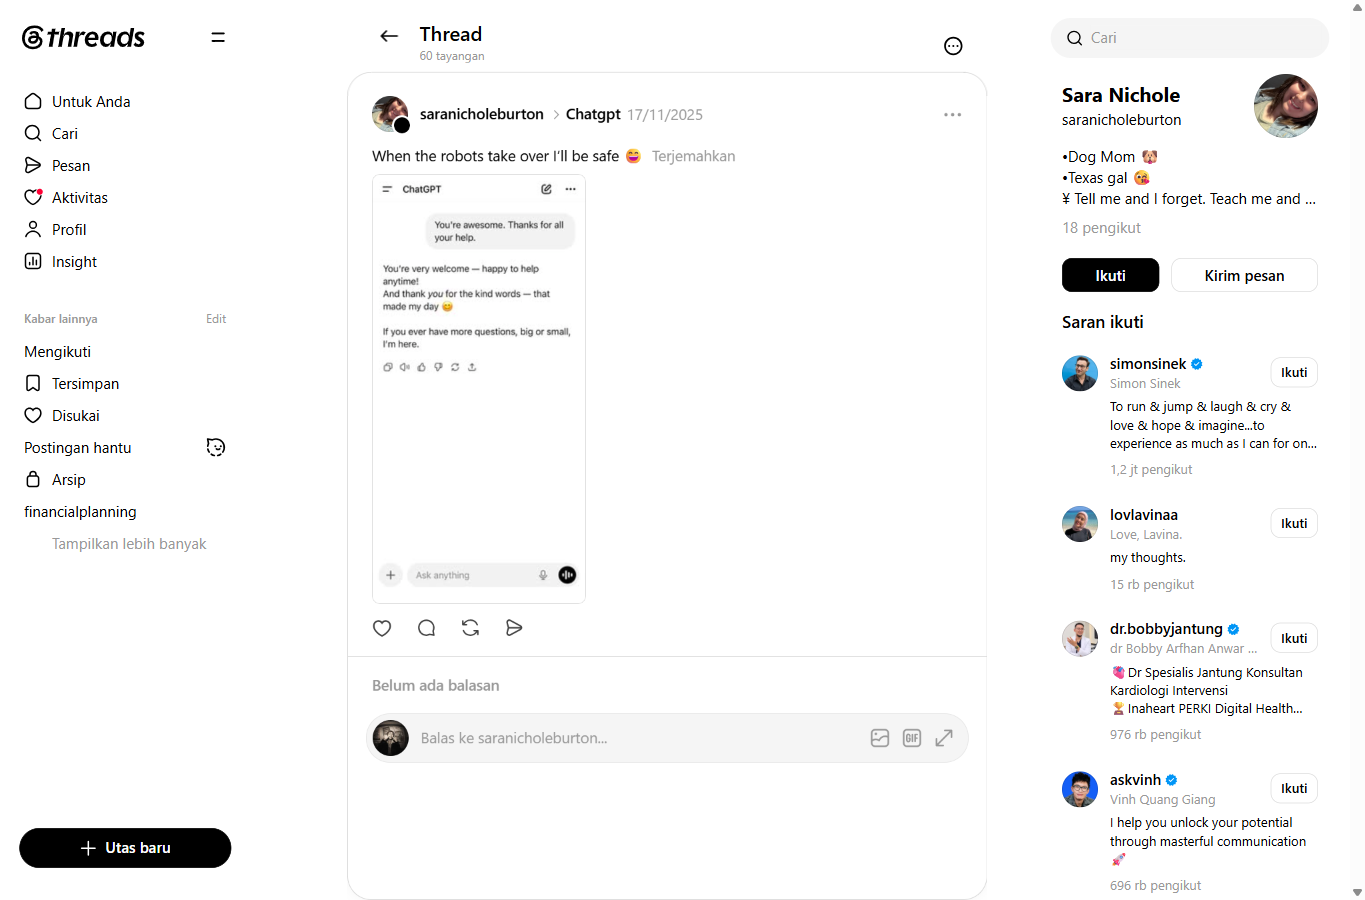 threads
Untuk Anda
Cari
Pesan
Aktivitas
Profil
Insight
Kabar lainnya
Edit
Mengikuti
Tersimpan
Disukai
Postingan hantu
Arsip
financialplanning
Tampilkan lebih banyak
Utas baru
Thread
60 tayangan
saranicholeburton > Chatgpt 17/11/2025
When the robots take over I'll be safe 😄 Terjemahkan
ChatGPT
You're awesome. Thanks for all
your help.
You're very welcome — happy to help
anytime!
And thank you for the kind words — that
made my day 😊
If you ever have more questions, big or small,
I'm here.
Ask anything
Belum ada balasan
Balas ke saranicholeburton...
GIF
Cari
Sara Nichole
saranicholeburton
•Dog Mom 🐶
•Texas gal 😘
¥ Tell me and I forget. Teach me and ...
18 pengikut
Ikuti
Kirim pesan
Saran ikuti
simonsinek
Ikuti
Simon Sinek
To run & jump & laugh & cry &
love & hope & imagine...to
experience as much as I can for on...
1,2 jt pengikut
lovlavinaa
Ikuti
Love, Lavina.
my thoughts.
15 rb pengikut
dr.bobbyjantung
Ikuti
dr Bobby Arfhan Anwar ...
🫀Dr Spesialis Jantung Konsultan
Kardiologi Intervensi
🏆Inaheart PERKI Digital Health...
976 rb pengikut
askvinh
Ikuti
Vinh Quang Giang
I help you unlock your potential
through masterful communication
🚀
696 rb pengikut